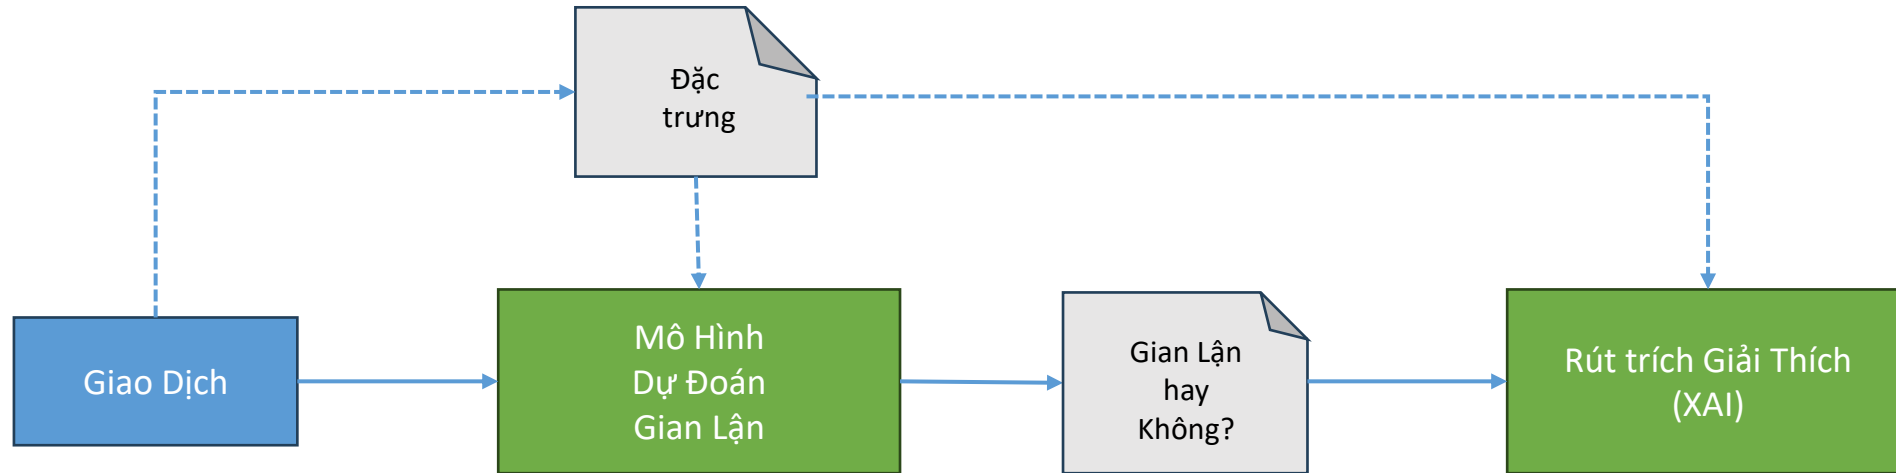 Đặc
trưng
Giao Dịch
Mô Hình
Dự Đoán
Gian Lận
Gian Lận
hay
Không?
Rút trích Giải Thích
(XAI)